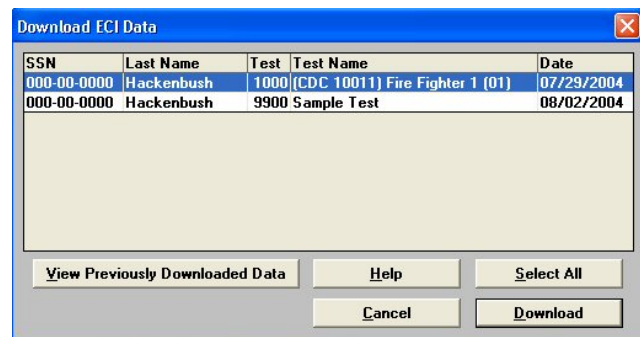 Download ECI Data
SSN Last Name Test Test Name Date
000-00-0000 Hackenbush 1000 (CDC 10011) Fire Fighter 1 (01) 07/29/2004
000-00-0000 Hackenbush 9900 Sample Test 08/02/2004
View Previously Downloaded Data Help Select All
Cancel Download